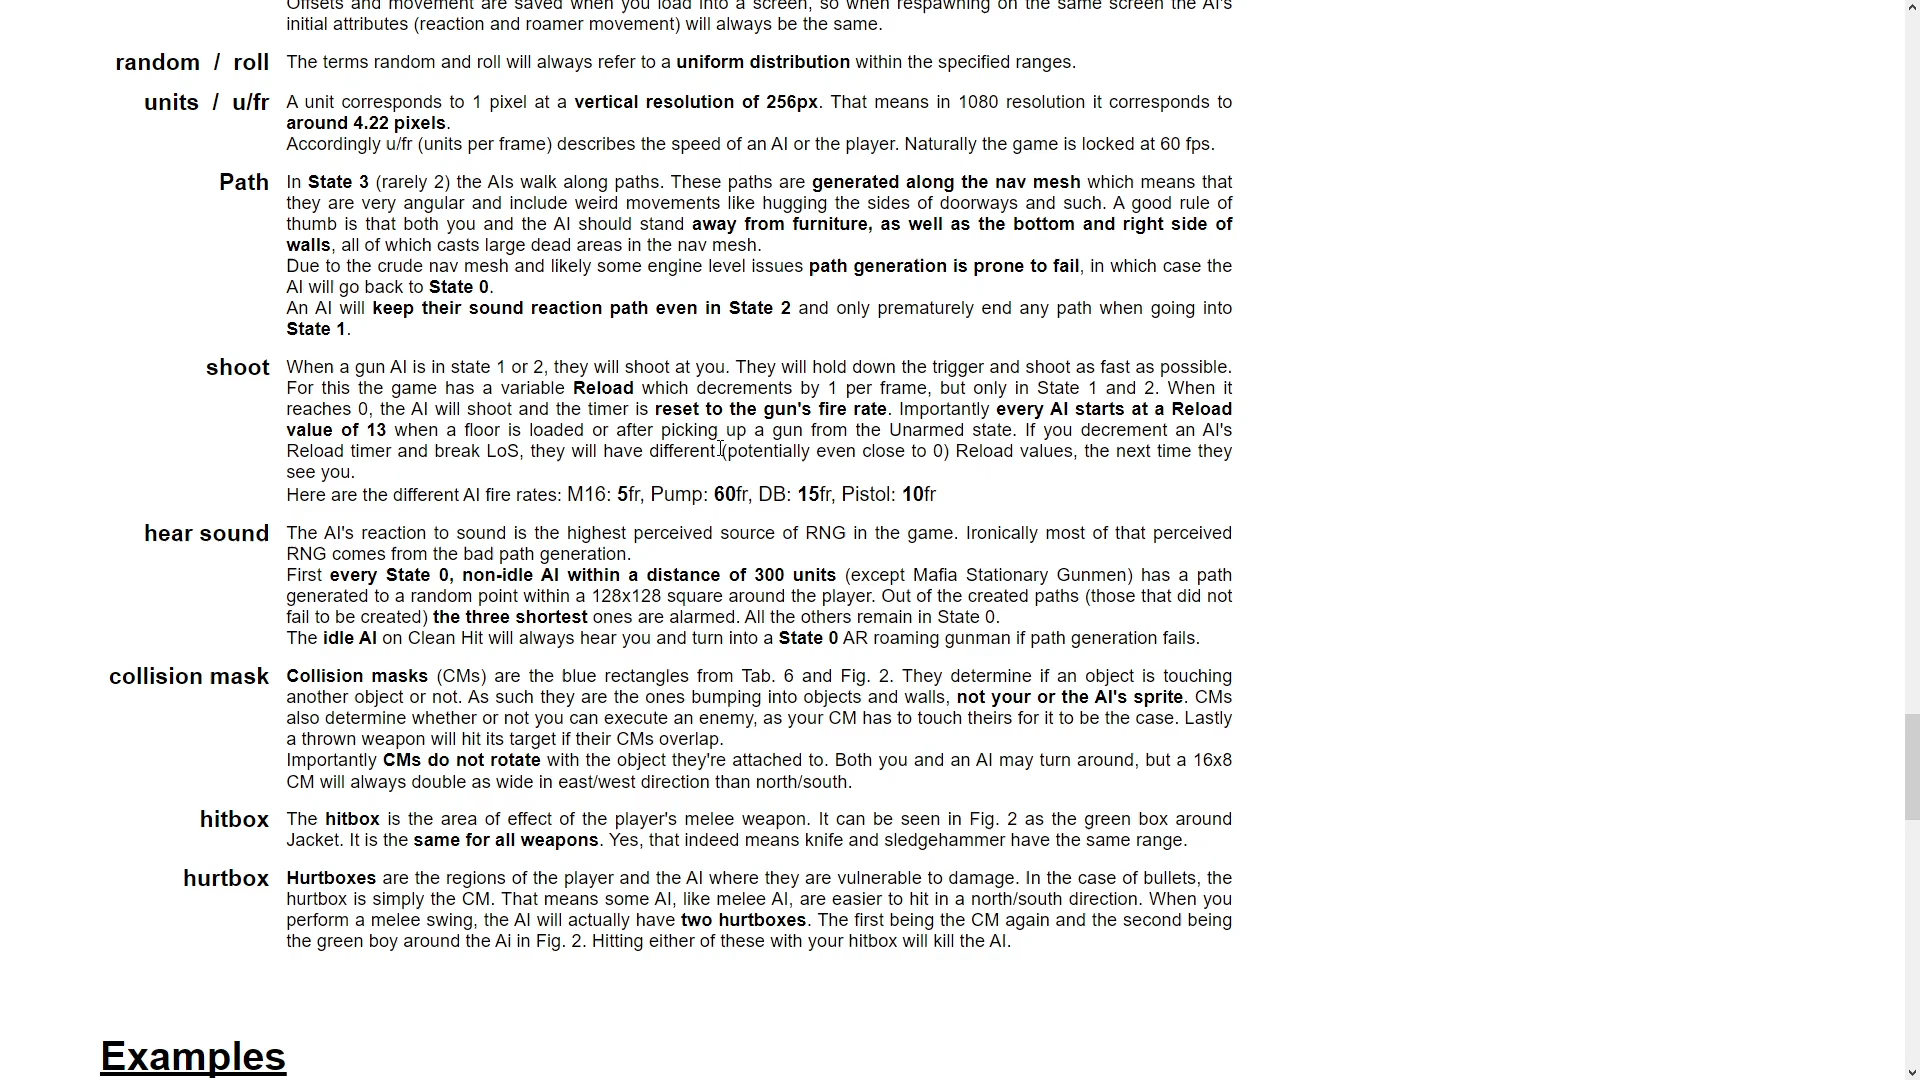 Offsets and movement are saved when you load into a screen, so when respawning on the same screen the AI's
initial attributes (reaction and roamer movement) will always be the same.
random / roll The terms random and roll will always refer to a uniform distribution within the specified ranges.
units / u/fr A unit corresponds to 1 pixel at a vertical resolution of 256px. That means in 1080 resolution it corresponds to
around 4.22 pixels.
Accordingly u/fr (units per frame) describes the speed of an AI or the player. Naturally the game is locked at 60 fps.
Path In State 3 (rarely 2) the AIs walk along paths. These paths are generated along the nav mesh which means that
they are very angular and include weird movements like hugging the sides of doorways and such. A good rule of
thumb is that both you and the AI should stand away from furniture, as well as the bottom and right side of
walls, all of which casts large dead areas in the nav mesh.
Due to the crude nav mesh and likely some engine level issues path generation is prone to fail, in which case the
AI will go back to State 0.
An AI will keep their sound reaction path even in State 2 and only prematurely end any path when going into
State 1.
shoot When a gun AI is in state 1 or 2, they will shoot at you. They will hold down the trigger and shoot as fast as possible.
For this the game has a variable Reload which decrements by 1 per frame, but only in State 1 and 2. When it
reaches 0, the AI will shoot and the timer is reset to the gun's fire rate. Importantly every AI starts at a Reload
value of 13 when a floor is loaded or after picking up a gun from the Unarmed state. If you decrement an AI's
Reload timer and break LoS, they will have different (potentially even close to 0) Reload values, the next time they
see you.
Here are the different AI fire rates: M16: 5fr, Pump: 60fr, DB: 15fr, Pistol: 10fr
hear sound The AI's reaction to sound is the highest perceived source of RNG in the game. Ironically most of that perceived
RNG comes from the bad path generation.
First every State 0, non-idle AI within a distance of 300 units (except Mafia Stationary Gunmen) has a path
generated to a random point within a 128x128 square around the player. Out of the created paths (those that did not
fail to be created) the three shortest ones are alarmed. All the others remain in State 0.
The idle AI on Clean Hit will always hear you and turn into a State 0 AR roaming gunman if path generation fails.
collision mask Collision masks (CMs) are the blue rectangles from Tab. 6 and Fig. 2. They determine if an object is touching
another object or not. As such they are the ones bumping into objects and walls, not your or the AI's sprite. CMs
also determine whether or not you can execute an enemy, as your CM has to touch theirs for it to be the case. Lastly
a thrown weapon will hit its target if their CMs overlap.
Importantly CMs do not rotate with the object they're attached to. Both you and an AI may turn around, but a 16x8
CM will always double as wide in east/west direction than north/south.
hitbox The hitbox is the area of effect of the player's melee weapon. It can be seen in Fig. 2 as the green box around
Jacket. It is the same for all weapons. Yes, that indeed means knife and sledgehammer have the same range.
hurtbox Hurtboxes are the regions of the player and the AI where they are vulnerable to damage. In the case of bullets, the
hurtbox is simply the CM. That means some AI, like melee AI, are easier to hit in a north/south direction. When you
perform a melee swing, the AI will actually have two hurtboxes. The first being the CM again and the second being
the green boy around the Ai in Fig. 2. Hitting either of these with your hitbox will kill the AI.
Examples